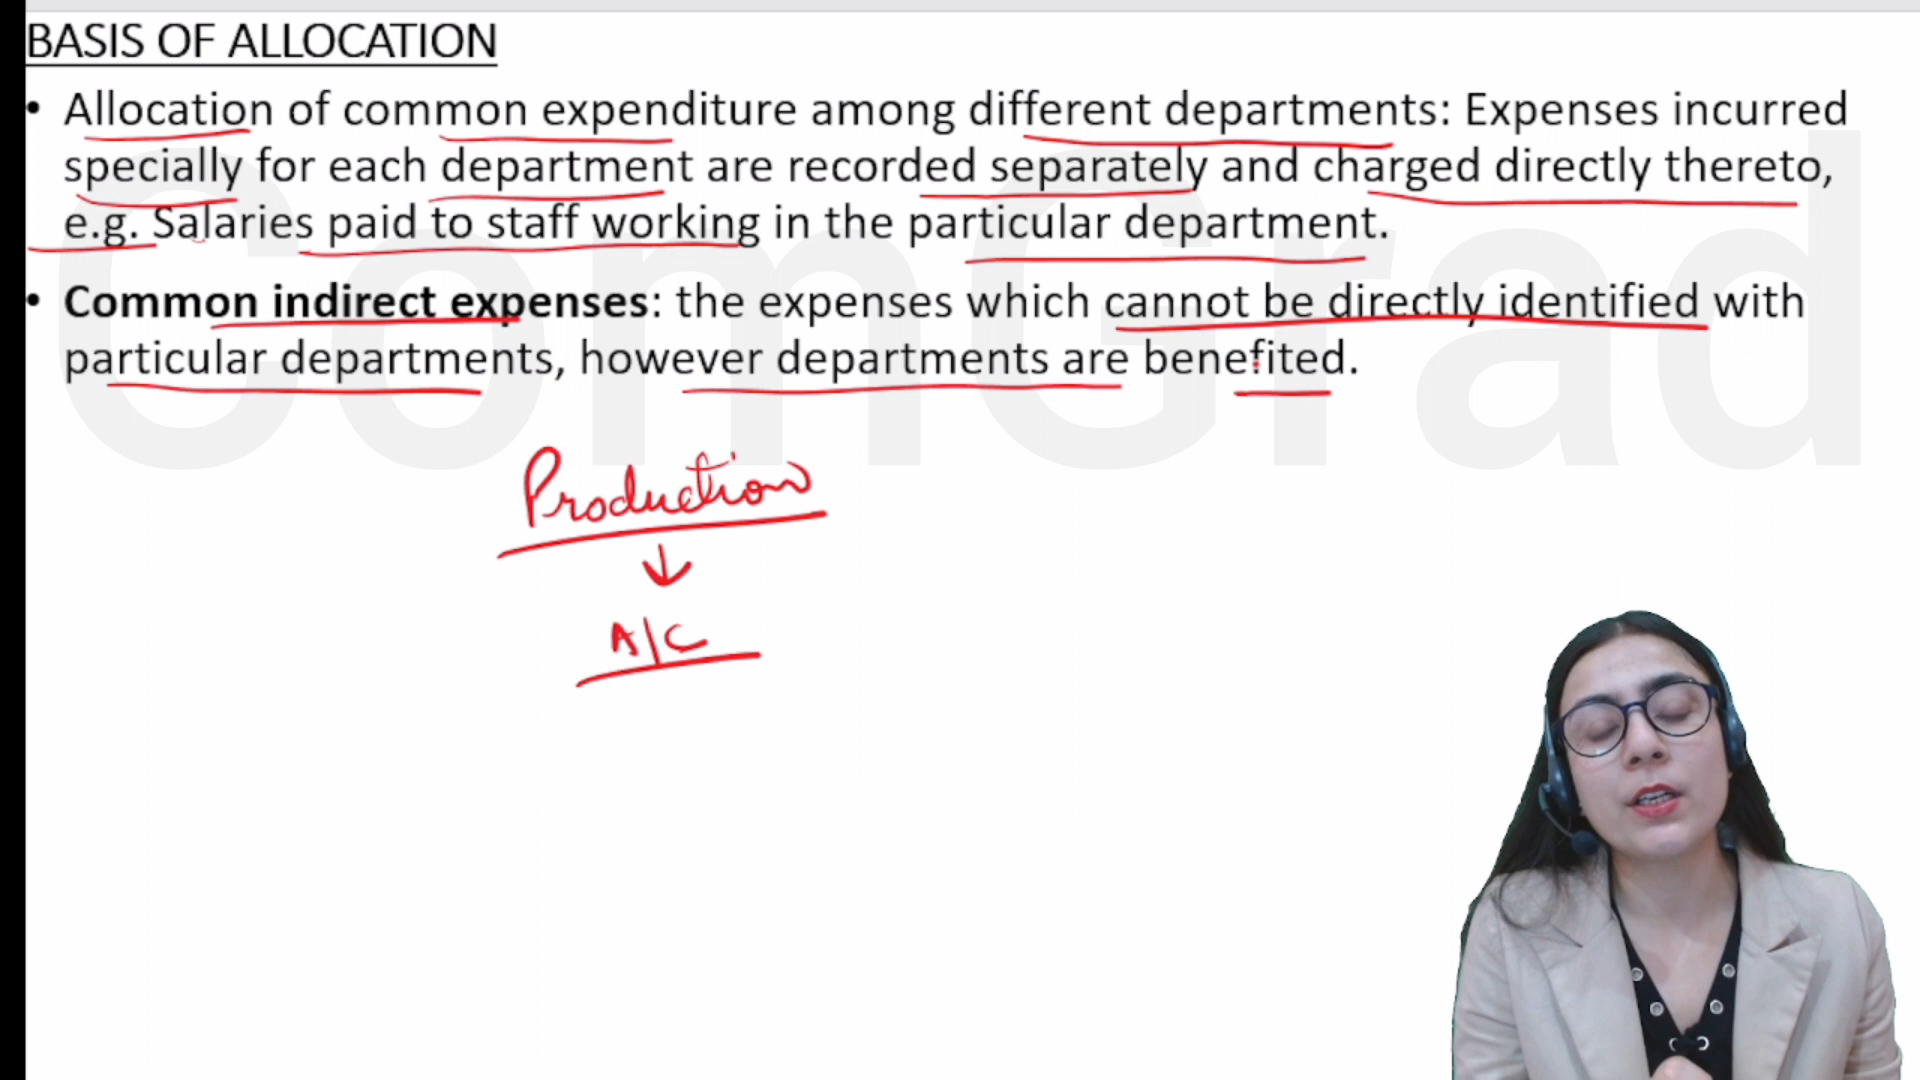 BASIS OF ALLOCATION
• Allocation of common expenditure among different departments: Expenses incurred
specially for each department are recorded separately and charged directly thereto,
e.g. Salaries paid to staff working in the particular department.
• Common indirect expenses: the expenses which cannot be directly identified with
particular departments, however departments are benefited.
ComGrad
Production
↓
A/C